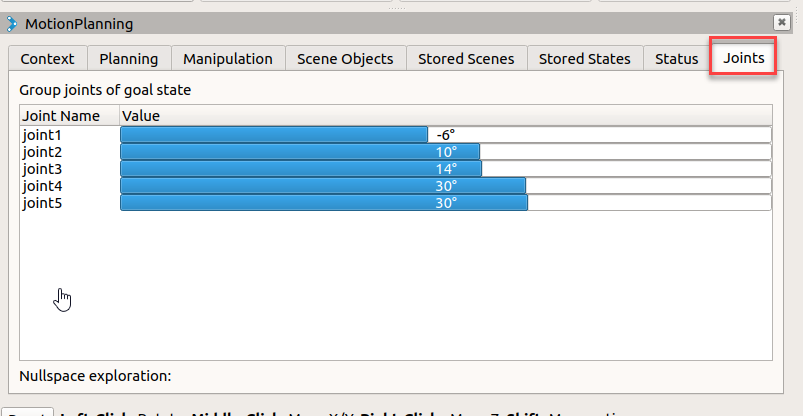 MotionPlanning
Context Planning Manipulation Scene Objects Stored Scenes Stored States Status Joints
Group joints of goal state
Joint Name Value
joint1 -6°
joint2 10°
joint3 14°
joint4 30°
joint5 30°
Nullspace exploration: